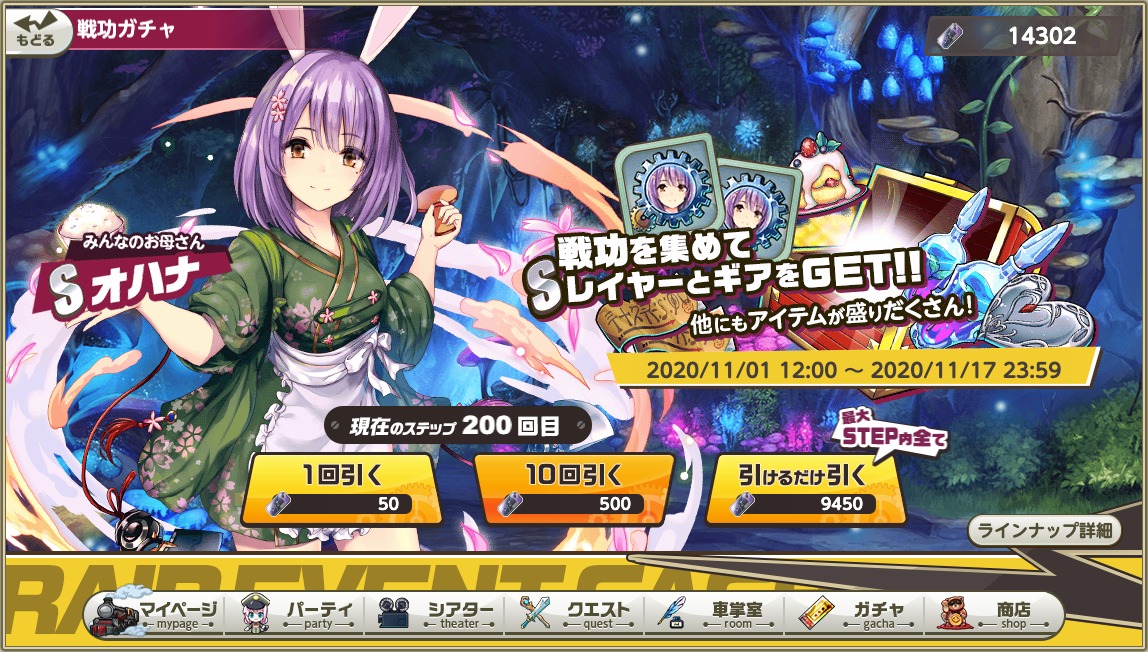 もどる
戦功ガチャ
14302
みんなのお母さん
S オハナ
戦功を集めて
SレイヤーとギアをGET!!
他にもアイテムが盛りだくさん!
2020/11/01 12:00 ～ 2020/11/17 23:59
現在のステップ 200 回目
最大
STEP内全て
1回引く
50
10回引く
500
引けるだけ引く
9450
ラインナップ詳細
RAID EVENT GACH
マイページ
mypage
パーティ
party
シアター
theater
クエスト
quest
車掌室
room
ガチャ
gacha
商店
shop